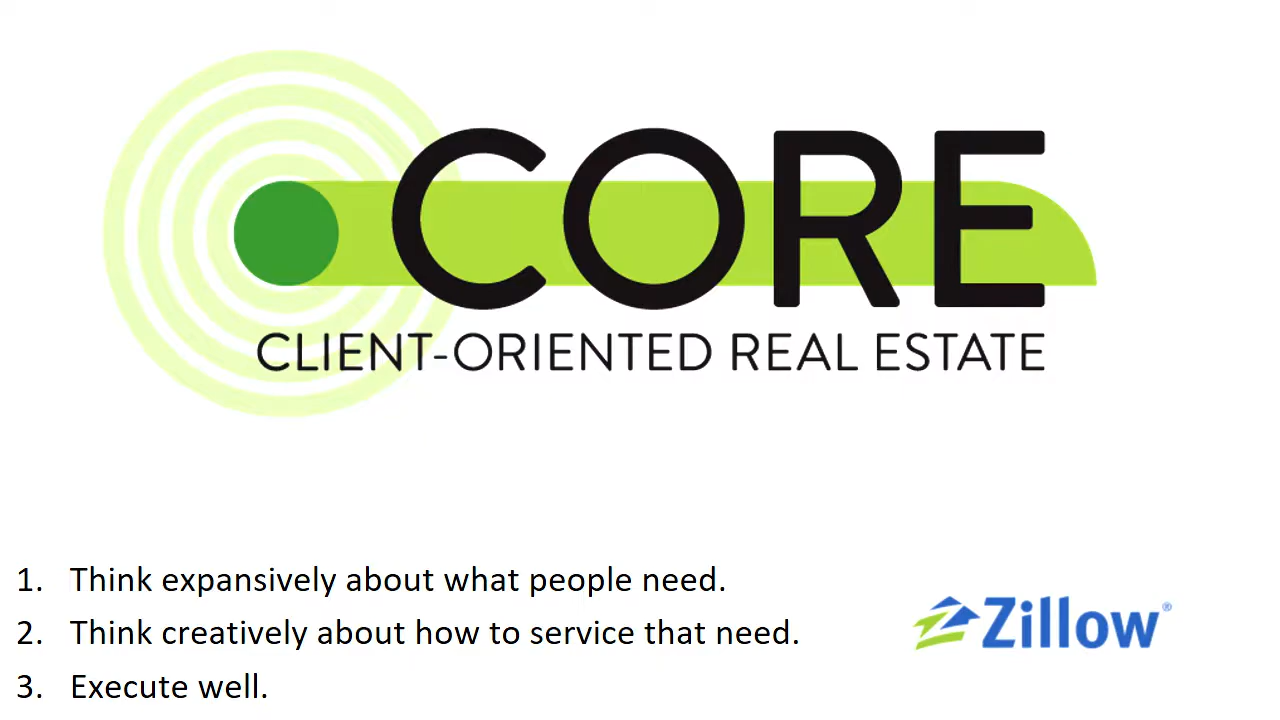 CORE
CLIENT-ORIENTED REAL ESTATE
1. Think expansively about what people need.
2. Think creatively about how to service that need.
Zillow®
3. Execute well.